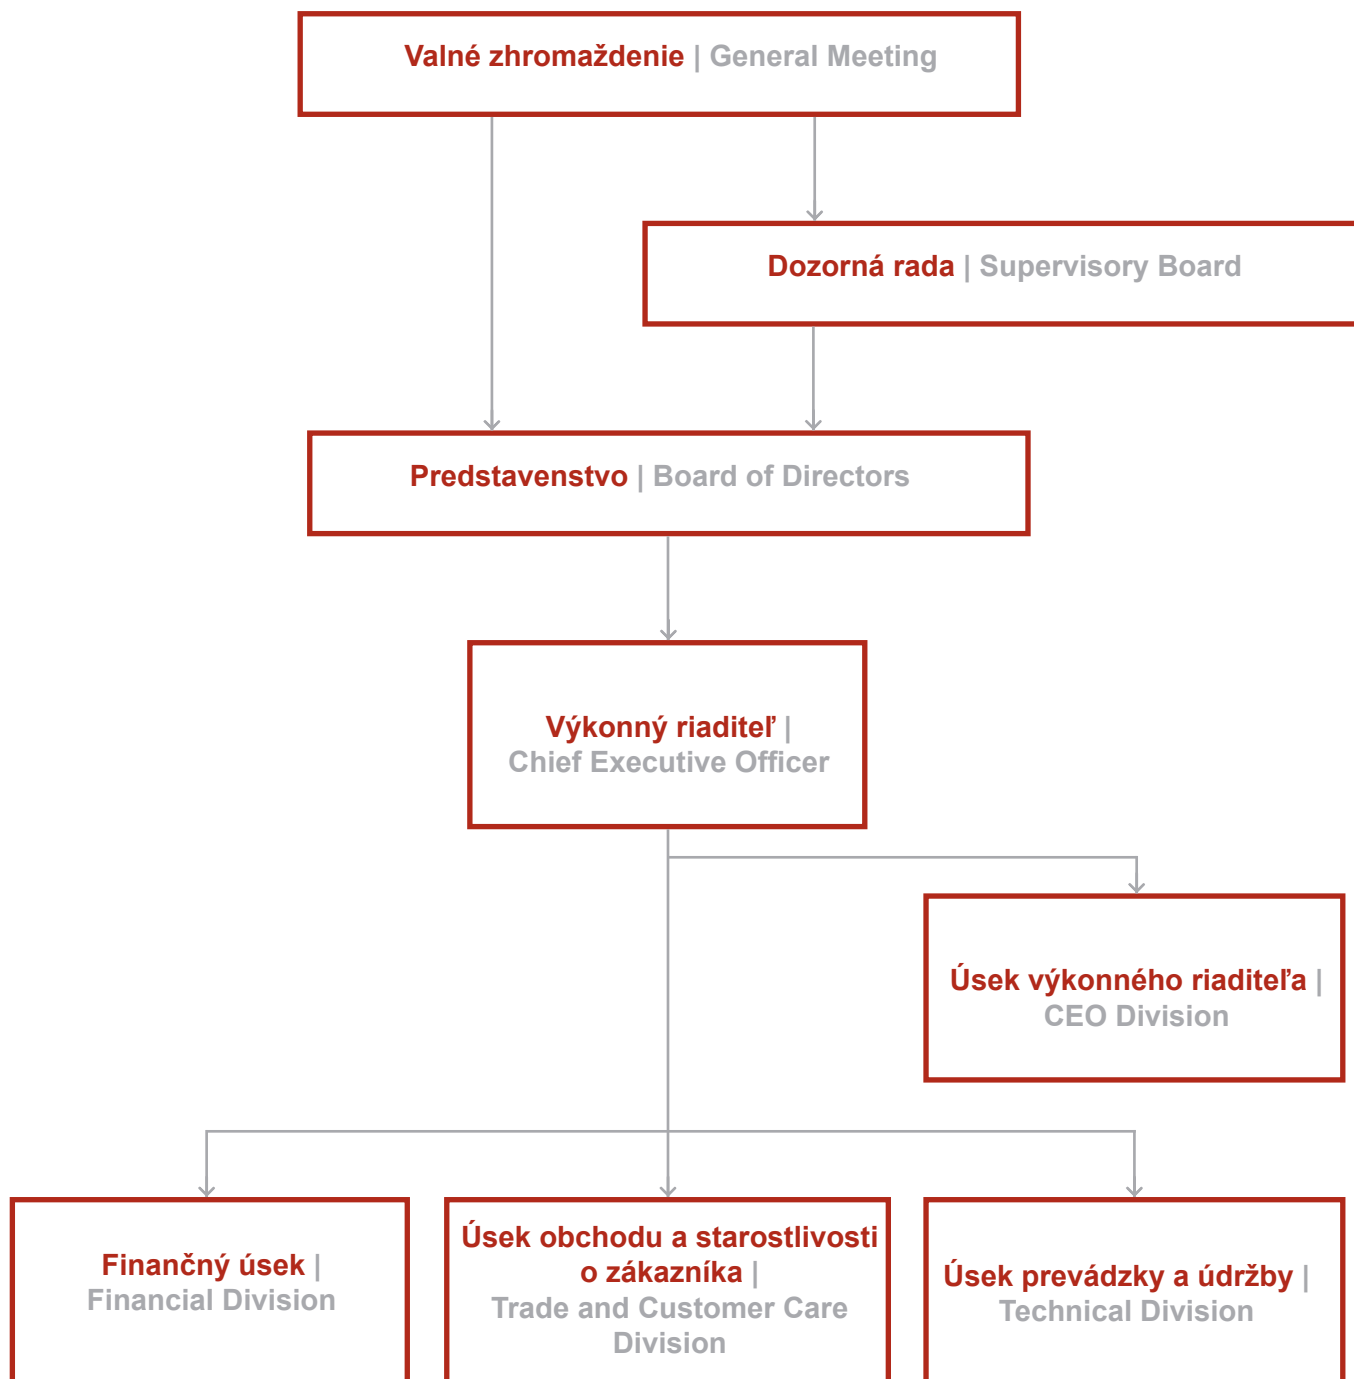 Valné zhromaždenie | General Meeting
Dozorná rada | Supervisory Board
Predstavenstvo | Board of Directors
Výkonný riaditeľ |
Chief Executive Officer
Úsek výkonného riaditeľa |
CEO Division
Finančný úsek |
Financial Division
Úsek obchodu a starostlivosti
o zákazníka |
Trade and Customer Care
Division
Úsek prevádzky a údržby |
Technical Division